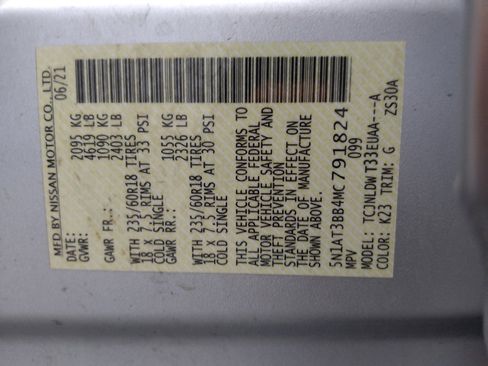 MFD BY NISSAN MOTOR CO., LTD.
DATE: 06/21
GVWR: 2095 KG
4619 LB
GAWR FR.: 1090 KG
2403 LB
WITH 235/60R18 TIRES
18 X 7.5 RIMS AT 33 PSI
COLD SINGLE
GAWR RR.: 1055 KG
2326 LB
WITH 235/60R18 TIRES
18 X 7.5 RIMS AT 30 PSI
COLD SINGLE
THIS VEHICLE CONFORMS TO
ALL APPLICABLE FEDERAL
MOTOR VEHICLE SAFETY AND
THEFT PREVENTION
STANDARDS IN EFFECT ON
THE DATE OF MANUFACTURE
SHOWN ABOVE.
5N1AT3BB4MC791824
MPV 099
MODEL: TCJNLDWT33EUAA---A
COLOR: K23 TRIM: G ZS30A